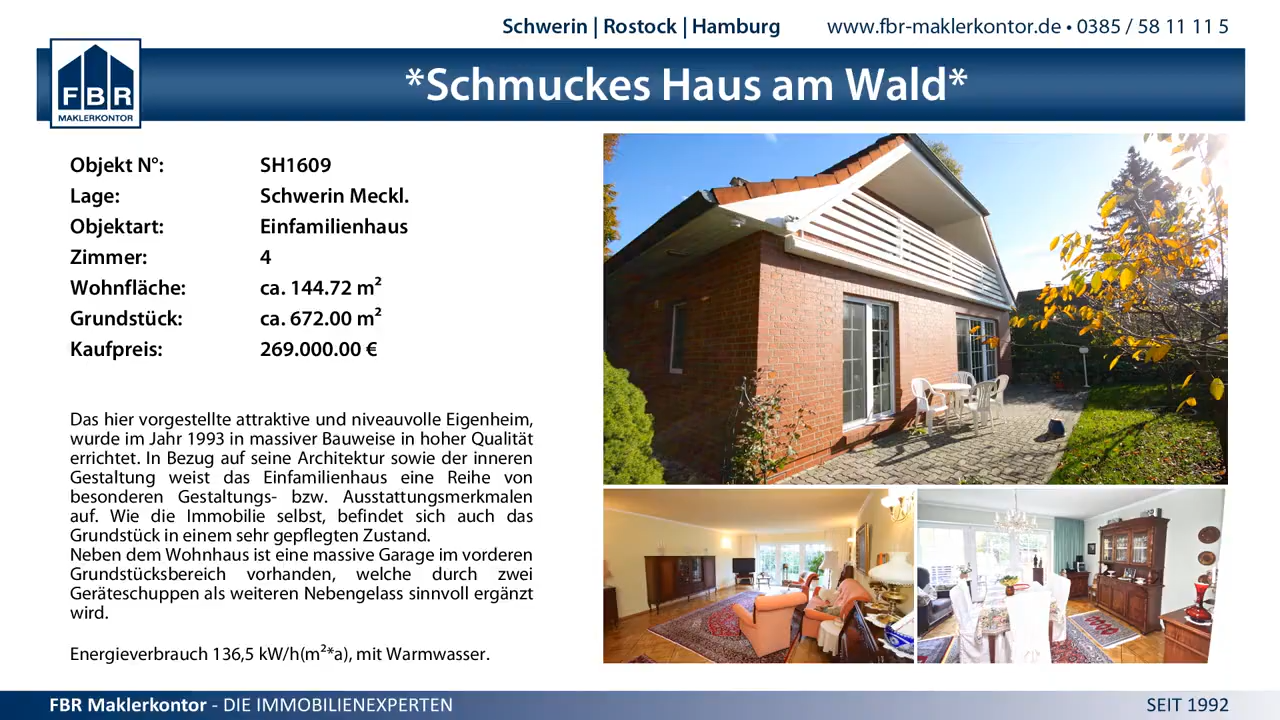 Schwerin | Rostock | Hamburg www.fbr-maklerkontor.de • 0385 / 58 11 11 5
FBR
MAKLERKONTOR
*Schmuckes Haus am Wald*
Objekt N°: SH1609
Lage: Schwerin Meckl.
Objektart: Einfamilienhaus
Zimmer: 4
Wohnfläche: ca. 144.72 m²
Grundstück: ca. 672.00 m²
Kaufpreis: 269.000.00 €
Das hier vorgestellte attraktive und niveauvolle Eigenheim,
wurde im Jahr 1993 in massiver Bauweise in hoher Qualität
errichtet. In Bezug auf seine Architektur sowie der inneren
Gestaltung weist das Einfamilienhaus eine Reihe von
besonderen Gestaltungs- bzw. Ausstattungsmerkmalen
auf. Wie die Immobilie selbst, befindet sich auch das
Grundstück in einem sehr gepflegten Zustand.
Neben dem Wohnhaus ist eine massive Garage im vorderen
Grundstücksbereich vorhanden, welche durch zwei
Geräteschuppen als weiteren Nebengelass sinnvoll ergänzt
wird.
Energieverbrauch 136,5 kW/h(m²*a), mit Warmwasser.
FBR Maklerkontor - DIE IMMOBILIENEXPERTEN SEIT 1992